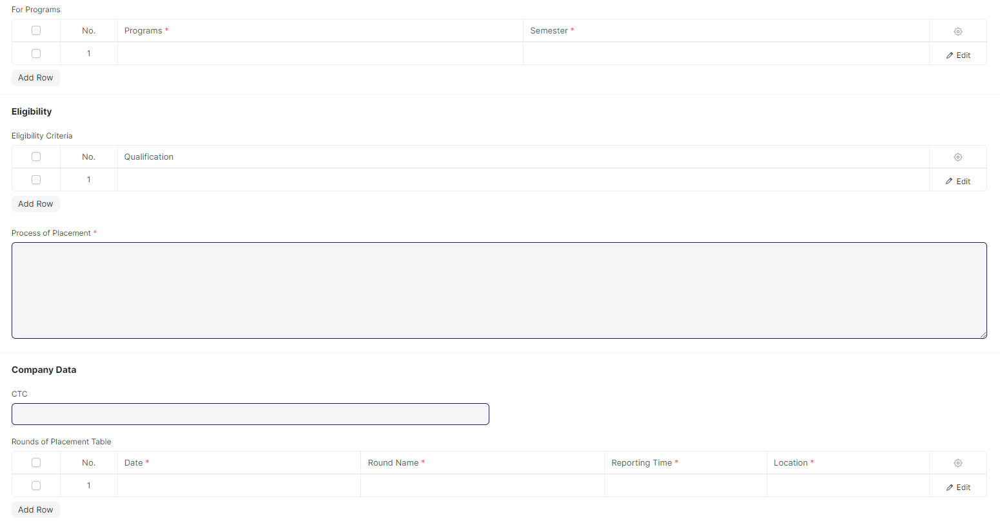 For Programs
No. Programs * Semester *
1 Edit
Add Row
Eligibility
Eligibility Criteria
No. Qualification
1 Edit
Add Row
Process of Placement *
Company Data
CTC
Rounds of Placement Table
No. Date * Round Name * Reporting Time * Location *
1 Edit
Add Row